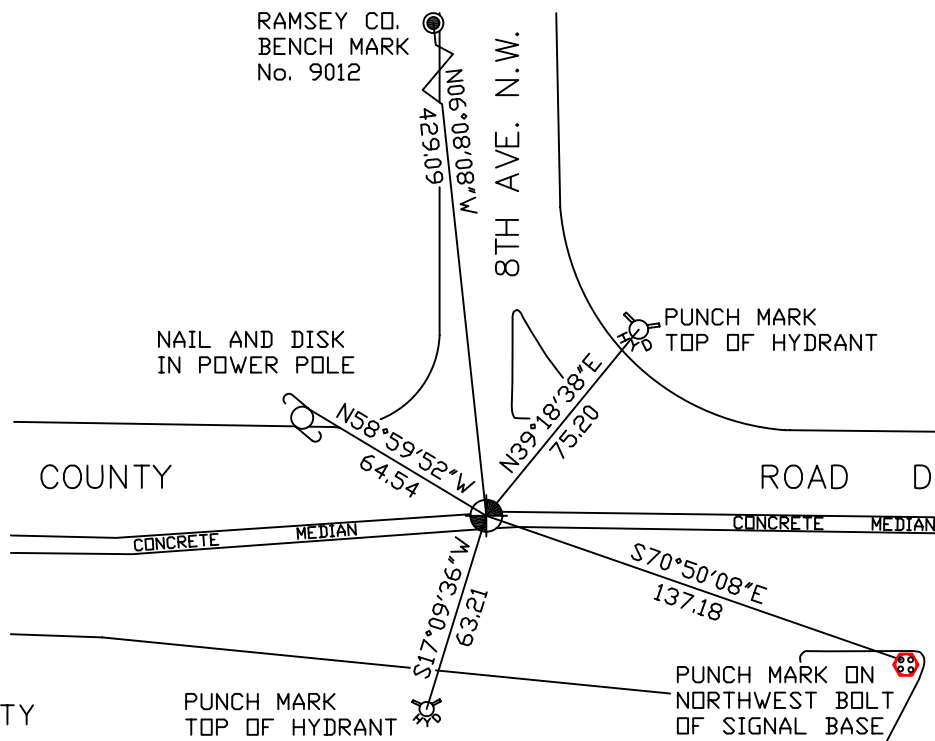 RAMSEY CO.
BENCH MARK
No. 9012
N06°08'08"W
429.09
8TH AVE. N.W.
PUNCH MARK
TOP OF HYDRANT
HYD
NAIL AND DISK
IN POWER POLE
N58°59'52"W
64.54
N39°18'38"E
75.20
COUNTY
ROAD D
CONCRETE MEDIAN
CONCRETE MEDIAN
S70°50'08"E
137.18
S17°09'36"W
63.21
PUNCH MARK
TOP OF HYDRANT
HYD
PUNCH MARK ON
NORTHWEST BOLT
OF SIGNAL BASE
TY